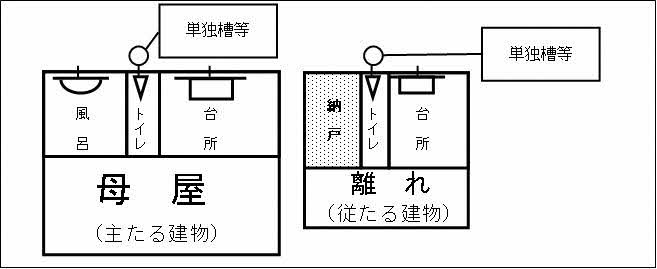 単独槽等
単独槽等
風呂
トイレ
台所
納戸
トイレ
台所
母屋
(主たる建物)
離れ
(従たる建物)